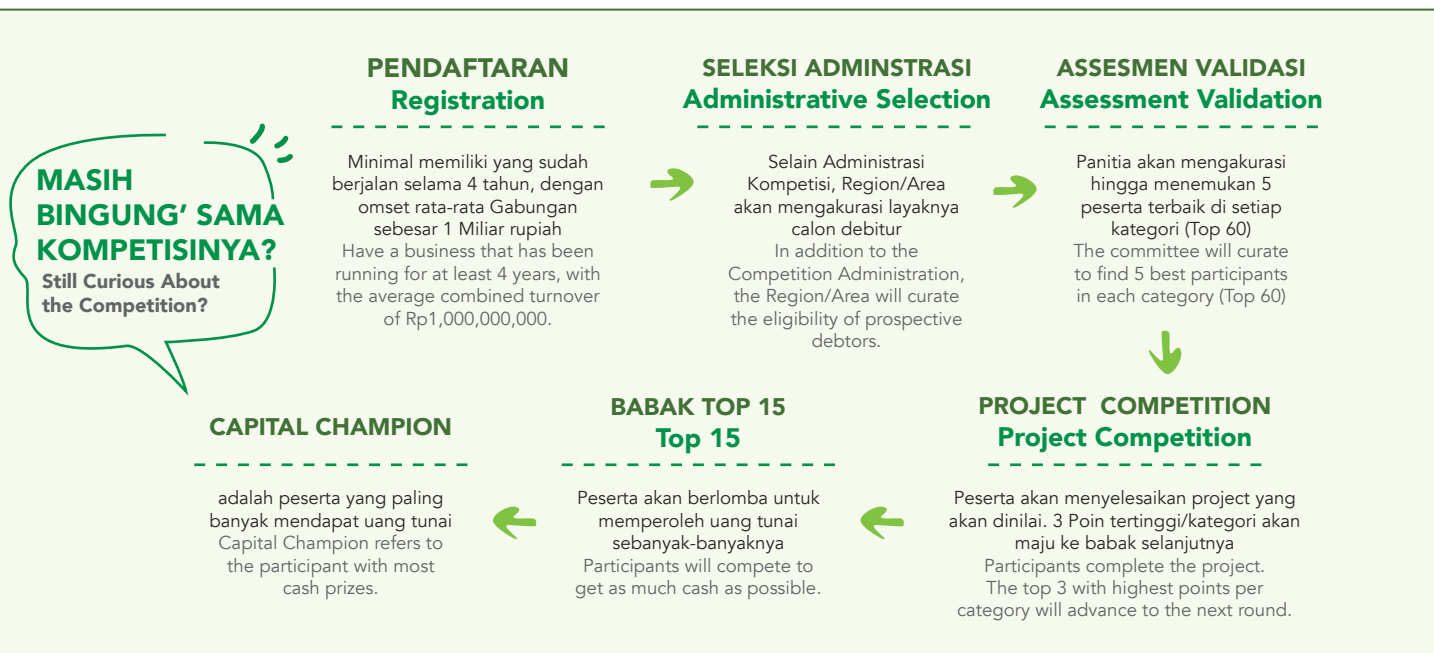 MASIH
BINGUNG’ SAMA
KOMPETISINYA?
Still Curious About
the Competition?
PENDAFTARAN
Registration
Minimal memiliki yang sudah
berjalan selama 4 tahun, dengan
omset rata-rata Gabungan
sebesar 1 Miliar rupiah
Have a business that has been
running for at least 4 years, with
the average combined turnover
of Rp1,000,000,000.
SELEKSI ADMINSTRASI
Administrative Selection
Selain Administrasi
Kompetisi, Region/Area
akan mengakurasi layaknya
calon debitur
In addition to the
Competition Administration,
the Region/Area will curate
the eligibility of prospective
debtors.
ASSESMEN VALIDASI
Assessment Validation
Panitia akan mengakurasi
hingga menemukan 5
peserta terbaik di setiap
kategori (Top 60)
The committee will curate
to find 5 best participants
in each category (Top 60)
PROJECT COMPETITION
Project Competition
Peserta akan menyelesaikan project yang
akan dinilai. 3 Poin tertinggi/kategori akan
maju ke babak selanjutnya
Participants complete the project.
The top 3 with highest points per
category will advance to the next round.
BABAK TOP 15
Top 15
Peserta akan berlomba untuk
memperoleh uang tunai
sebanyak-banyaknya
Participants will compete to
get as much cash as possible.
CAPITAL CHAMPION
adalah peserta yang paling
banyak mendapat uang tunai
Capital Champion refers to
the participant with most
cash prizes.